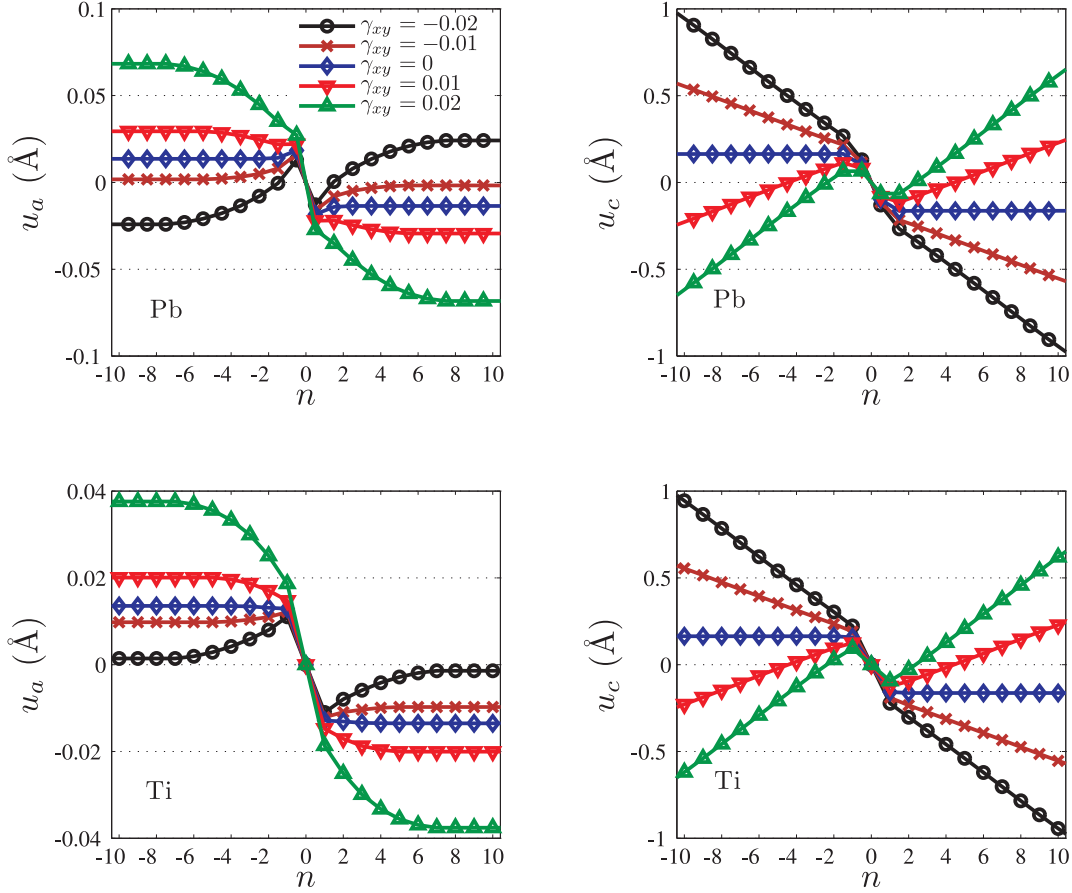 0.1
0.05
0
-0.05
-0.1
u_a (Å)
γ_xy = −0.02
γ_xy = −0.01
γ_xy = 0
γ_xy = 0.01
γ_xy = 0.02
Pb
-10 -8 -6 -4 -2 0 2 4 6 8 10
n
1
0.5
0
-0.5
-1
u_c (Å)
Pb
-10 -8 -6 -4 -2 0 2 4 6 8 10
n
0.04
0.02
0
-0.02
-0.04
u_a (Å)
Ti
-10 -8 -6 -4 -2 0 2 4 6 8 10
n
1
0.5
0
-0.5
-1
u_c (Å)
Ti
-10 -8 -6 -4 -2 0 2 4 6 8 10
n